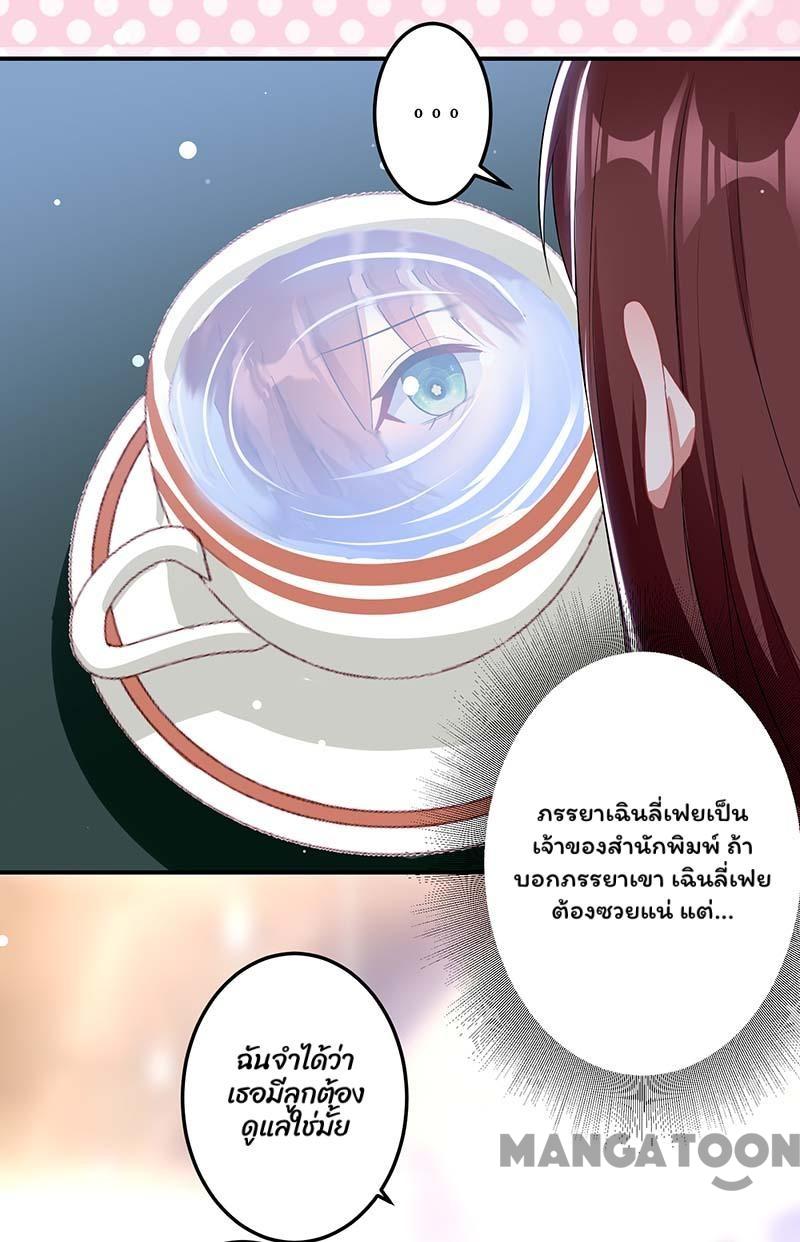 ooo
ภรรยาเฉินลี่เฟยเป็น
เจ้าของสำนักพิมพ์ ถ้า
บอกภรรยาเขา เฉินลี่เฟย
ต้องซวยแน่ แต่...
ฉันจำได้ว่า
เธอมีลูกต้อง
ดูแลใช่มั้ย
MANGATOON